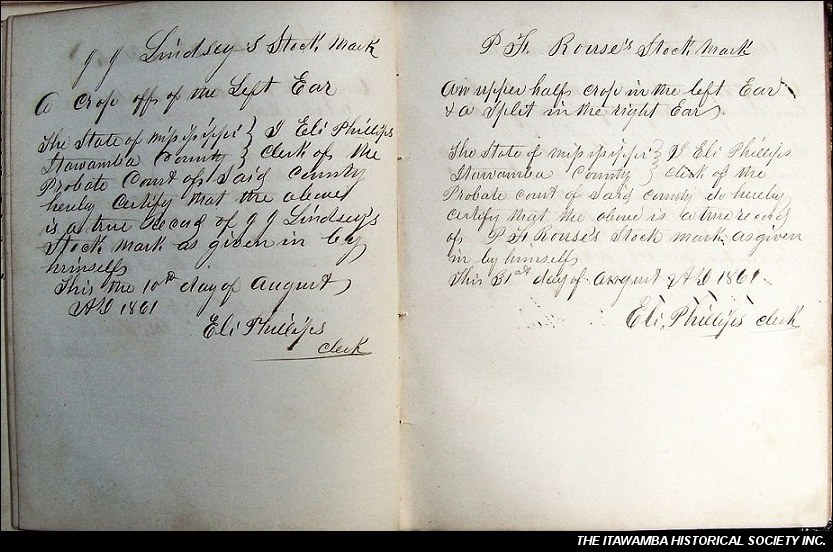 J J Lindsey's Stock Mark
A crop off of the Left Ear
The State of Mississippi } I Eli Phillips
Itawamba County } clerk of the
Probate Court of Said County
hereby certify that the above
is a true Record of J J Lindsey's
Stock Mark as given in by
himself
This the 10th day of August
AD 1861
Eli Phillips
clerk
P F. Rouse's Stock Mark
An upper half crop in the left Ear
& a Split in the right Ear
The State of Mississippi } I Eli Phillips
Itawamba County } clerk of the
Probate court of Said county do hereby
certify that the above is a true record
of P F Rouse's Stock mark as given
in by himself
This 31st day of August AD 1861
Eli Phillips clerk
THE ITAWAMBA HISTORICAL SOCIETY INC.